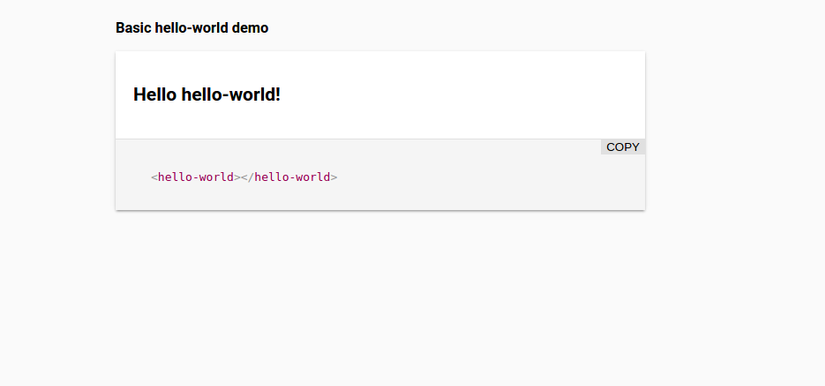 Basic hello-world demo
Hello hello-world!
COPY
<hello-world></hello-world>